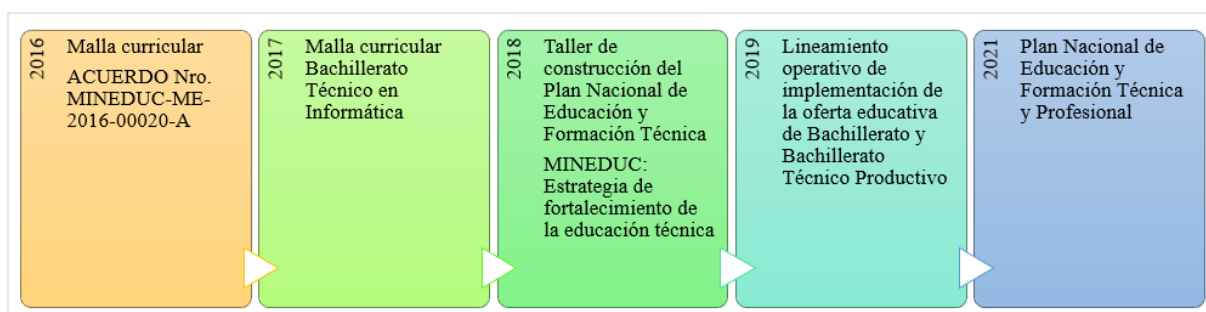 2016
Malla curricular
ACUERDO Nro.
MINEDUC-ME-
2016-00020-A
2017
Malla curricular
Bachillerato
Técnico en
Informática
2018
Taller de
construcción del
Plan Nacional de
Educación y
Formación Técnica
MINEDUC:
Estrategia de
fortalecimiento de
la educación técnica
2019
Lineamiento
operativo de
implementación de
la oferta educativa
de Bachillerato y
Bachillerato
Técnico Productivo
2021
Plan Nacional de
Educación y
Formación Técnica
y Profesional